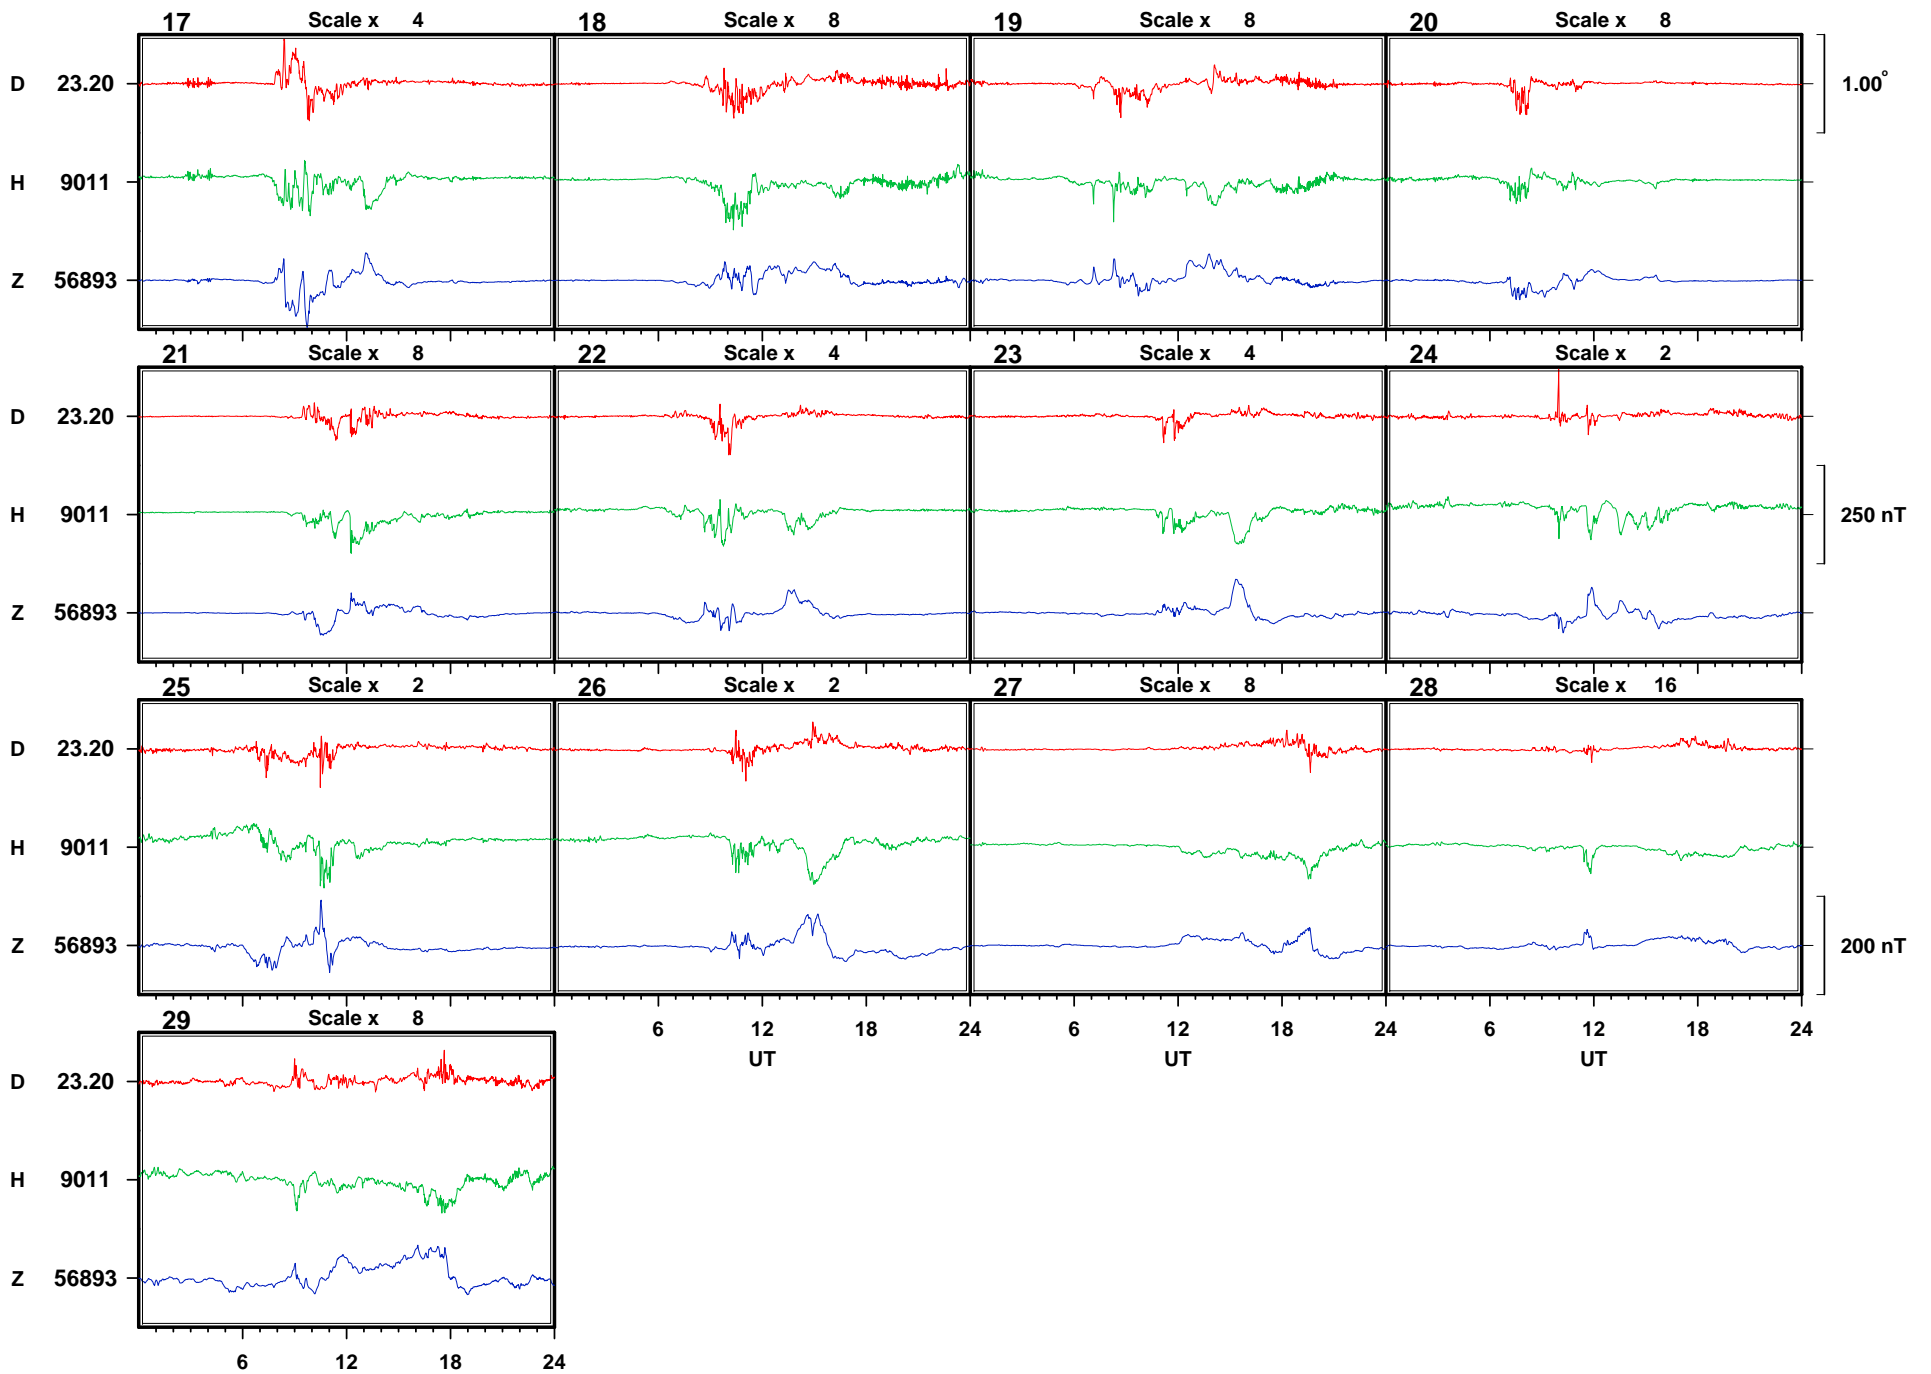 17 Scale x 4 18 Scale x 8 19 Scale x 8 20 Scale x 8
D 23.20 1.00°
H 9011
Z 56893
21 Scale x 8 22 Scale x 4 23 Scale x 4 24 Scale x 2
D 23.20
H 9011 250 nT
Z 56893
25 Scale x 2 26 Scale x 2 27 Scale x 8 28 Scale x 16
D 23.20
H 9011
Z 56893 200 nT
29 Scale x 8 6 12 18 24 6 12 18 24 6 12 18 24
UT UT UT
D 23.20
H 9011
Z 56893
6 12 18 24